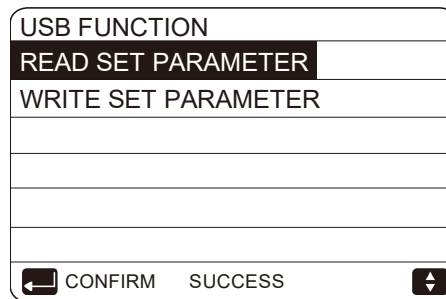 USB FUNCTION
READ SET PARAMETER
WRITE SET PARAMETER
CONFIRM SUCCESS